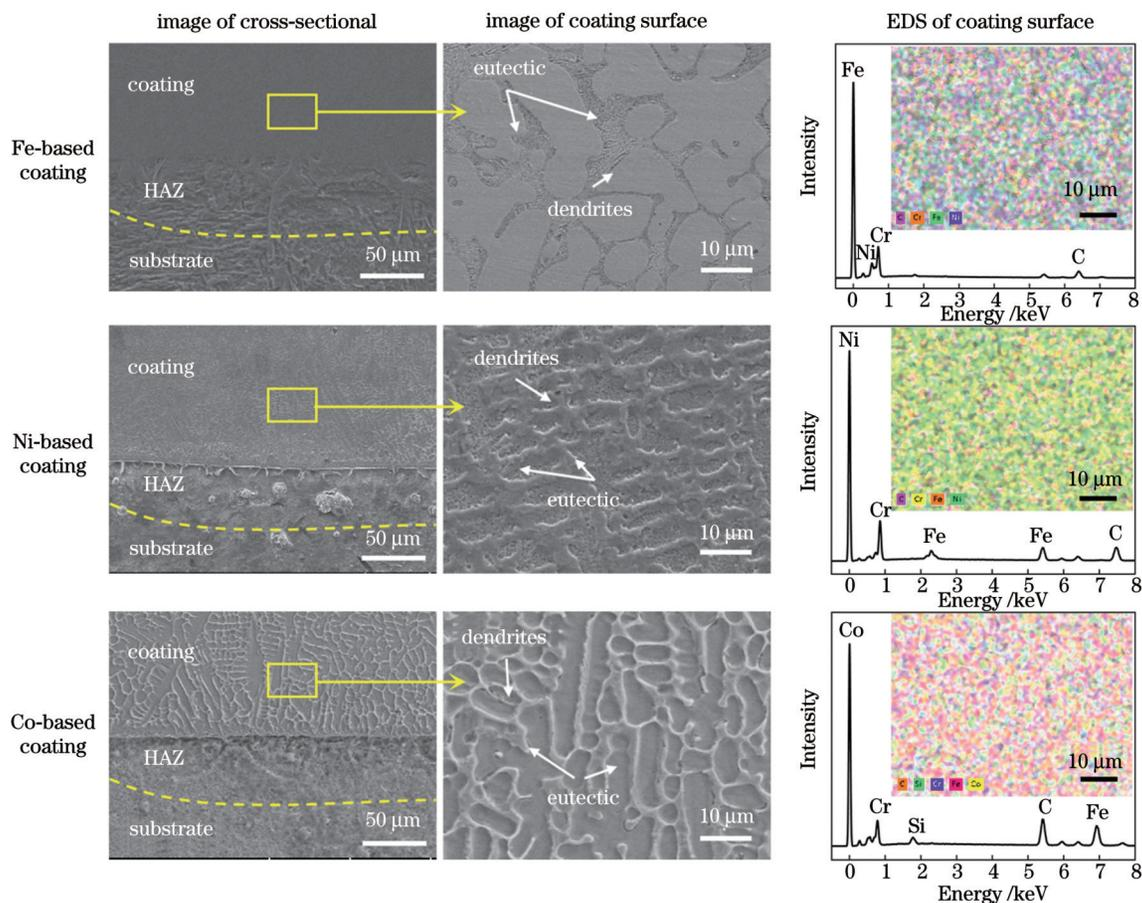 image of cross-sectional
image of coating surface
EDS of coating surface
Fe-based
coating
coating
HAZ
substrate
50 μm
eutectic
dendrites
10 μm
Intensity
Fe
Ni
Cr
C
10 μm
C Cr Fe Ni
0 1 2 3 4 5 6 7 8
Energy /keV
Ni-based
coating
coating
HAZ
substrate
50 μm
dendrites
eutectic
10 μm
Intensity
Ni
Cr
Fe
Fe
C
10 μm
C Cr Fe Ni
0 1 2 3 4 5 6 7 8
Energy /keV
Co-based
coating
coating
HAZ
substrate
50 μm
dendrites
eutectic
10 μm
Intensity
Co
Cr
Si
C
Fe
10 μm
C Si Cr Fe Co
0 1 2 3 4 5 6 7 8
Energy /keV